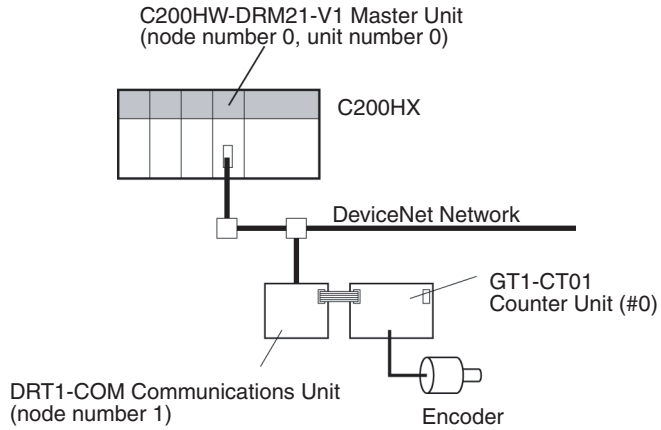 C200HW-DRM21-V1 Master Unit
(node number 0, unit number 0)
C200HX
DeviceNet Network
GT1-CT01
Counter Unit (#0)
DRT1-COM Communications Unit
(node number 1)
Encoder